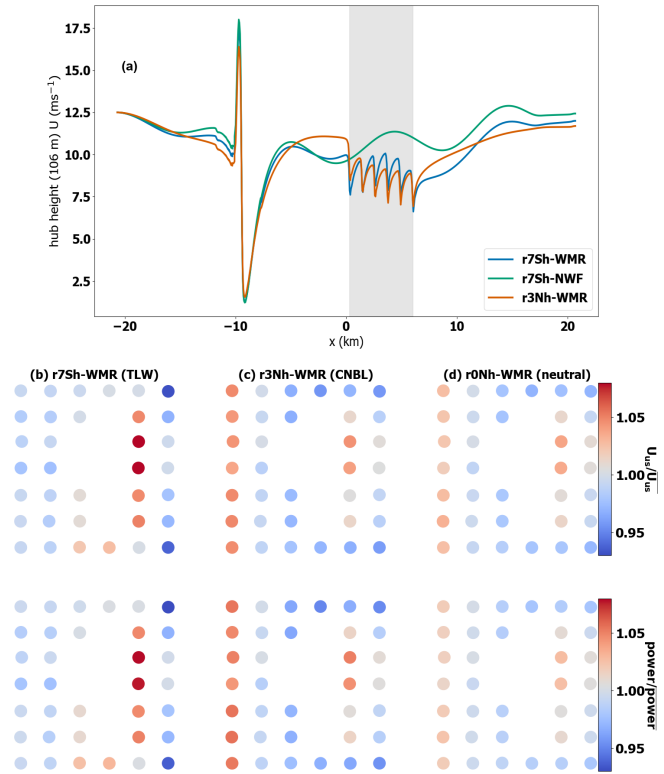 17.5
15.0
12.5
10.0
7.5
5.0
2.5
hub height (106 m) U (ms⁻¹)
(a)
r7Sh-WMR
r7Sh-NWF
r3Nh-WMR
−20
−10
0
10
20
x (km)
(b) r7Sh-WMR (TLW)
(c) r3Nh-WMR (CNBL)
(d) r0Nh-WMR (neutral)
1.05
1.00
0.95
U_us/U̅_us
1.05
1.00
0.95
power/power